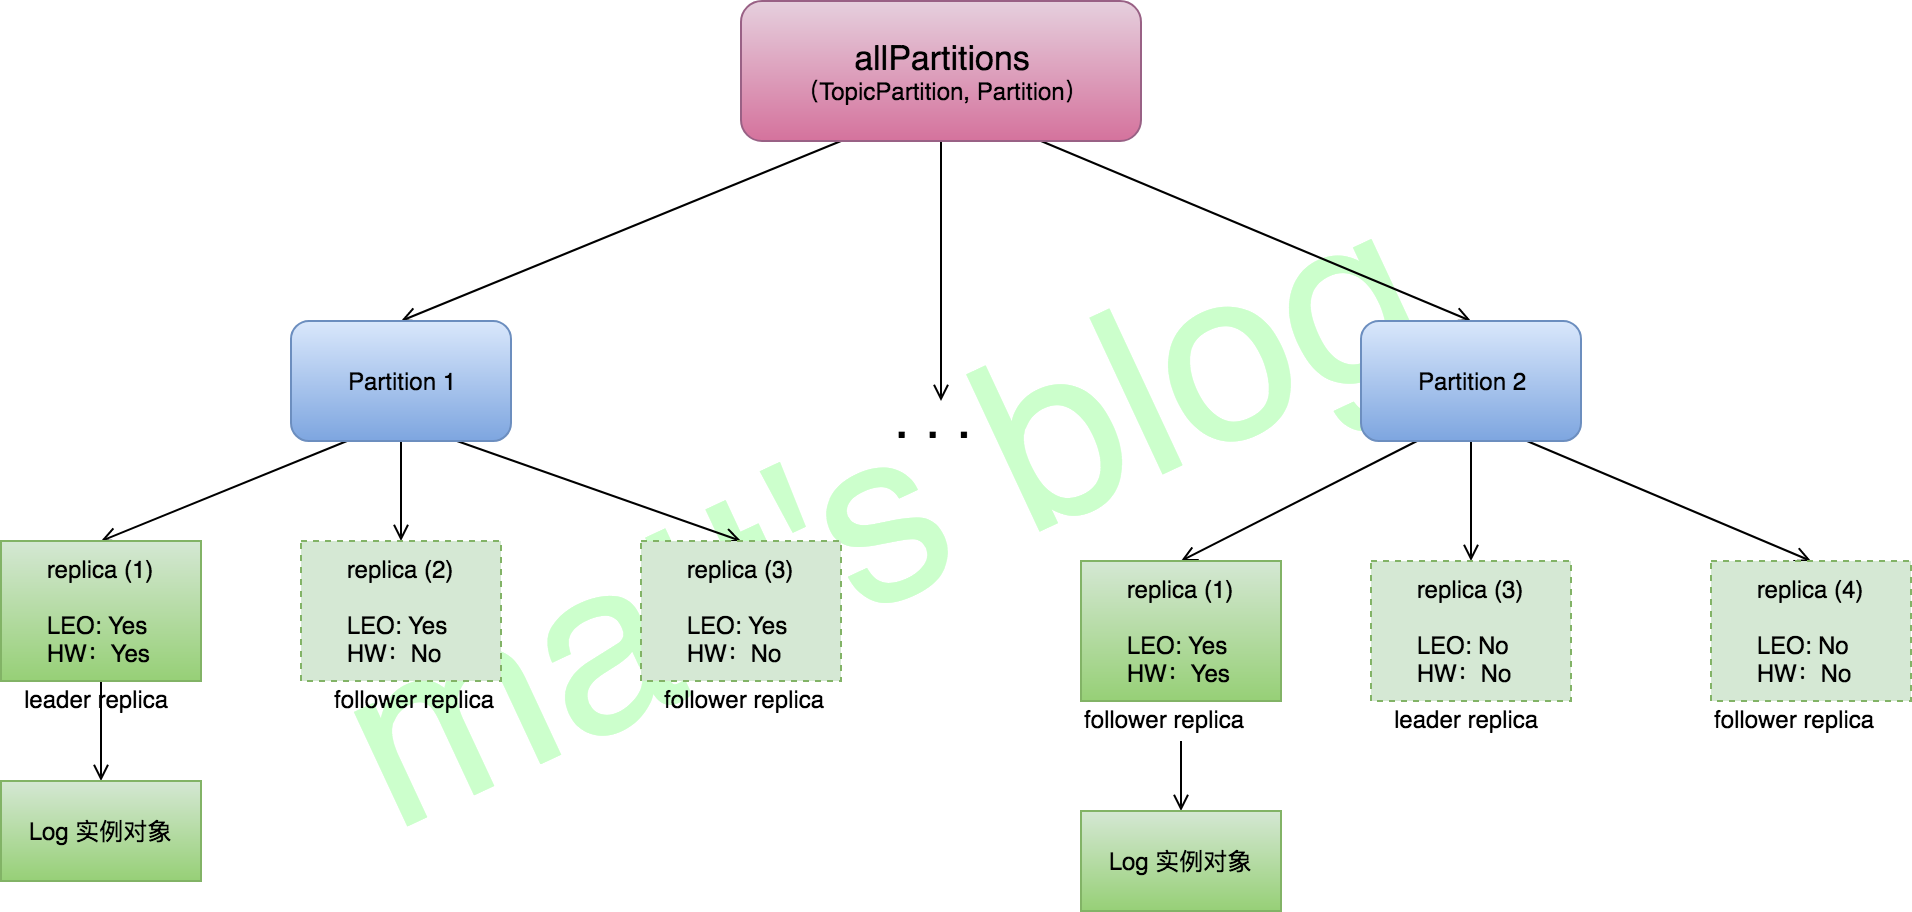 allPartitions
（TopicPartition, Partition）
Partition 1
Partition 2
. . .
replica (1)
LEO: Yes
HW：Yes
leader replica
replica (2)
LEO: Yes
HW：No
follower replica
replica (3)
LEO: Yes
HW：No
follower replica
replica (1)
LEO: Yes
HW：Yes
follower replica
replica (3)
LEO: No
HW：No
leader replica
replica (4)
LEO: No
HW：No
follower replica
Log 实例对象
Log 实例对象
matt's blog